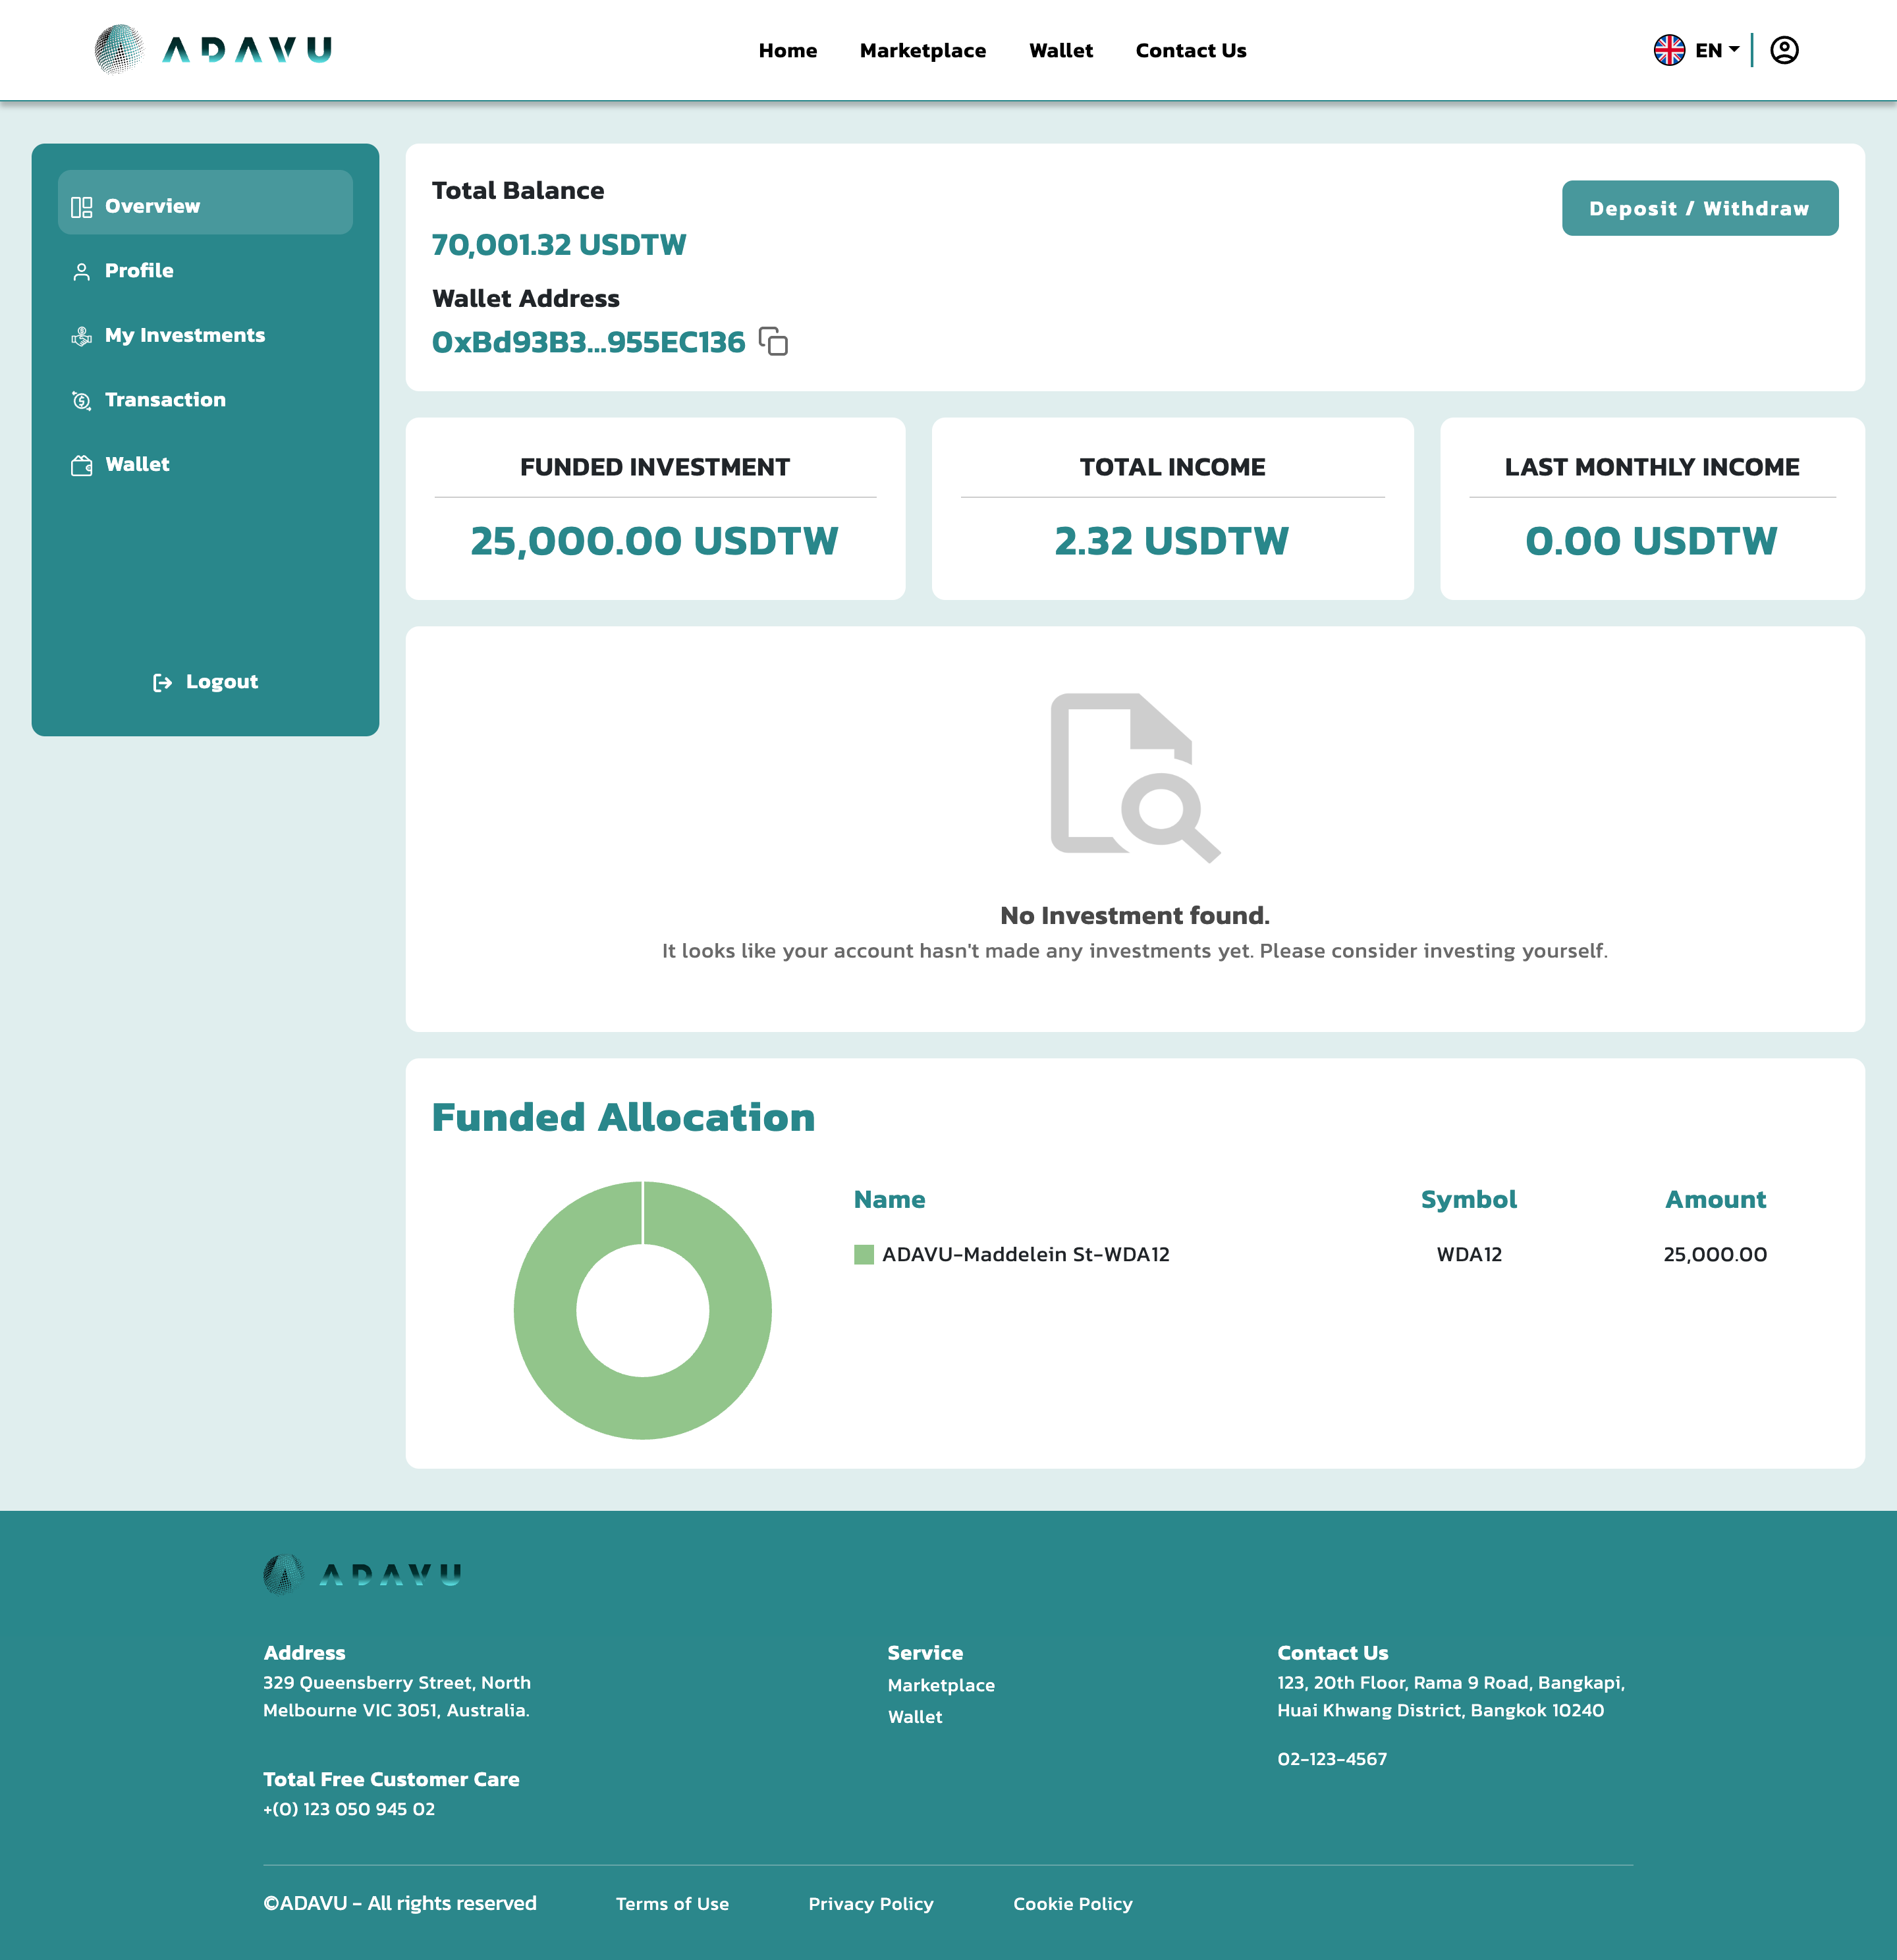 ADAVU
Home
Marketplace
Wallet
Contact Us
EN
Overview
Profile
My Investments
Transaction
Wallet
Logout
Total Balance
70,001.32 USDTW
Deposit / Withdraw
Wallet Address
0xBd93B3...955EC136
FUNDED INVESTMENT
25,000.00 USDTW
TOTAL INCOME
2.32 USDTW
LAST MONTHLY INCOME
0.00 USDTW
No Investment found.
It looks like your account hasn't made any investments yet. Please consider investing yourself.
Funded Allocation
Name Symbol Amount
ADAVU-Maddelein St-WDA12 WDA12 25,000.00
ADAVU
Address
329 Queensberry Street, North
Melbourne VIC 3051, Australia.
Total Free Customer Care
+(0) 123 050 945 02
Service
Marketplace
Wallet
Contact Us
123, 20th Floor, Rama 9 Road, Bangkapi,
Huai Khwang District, Bangkok 10240
02-123-4567
©ADAVU - All rights reserved
Terms of Use
Privacy Policy
Cookie Policy